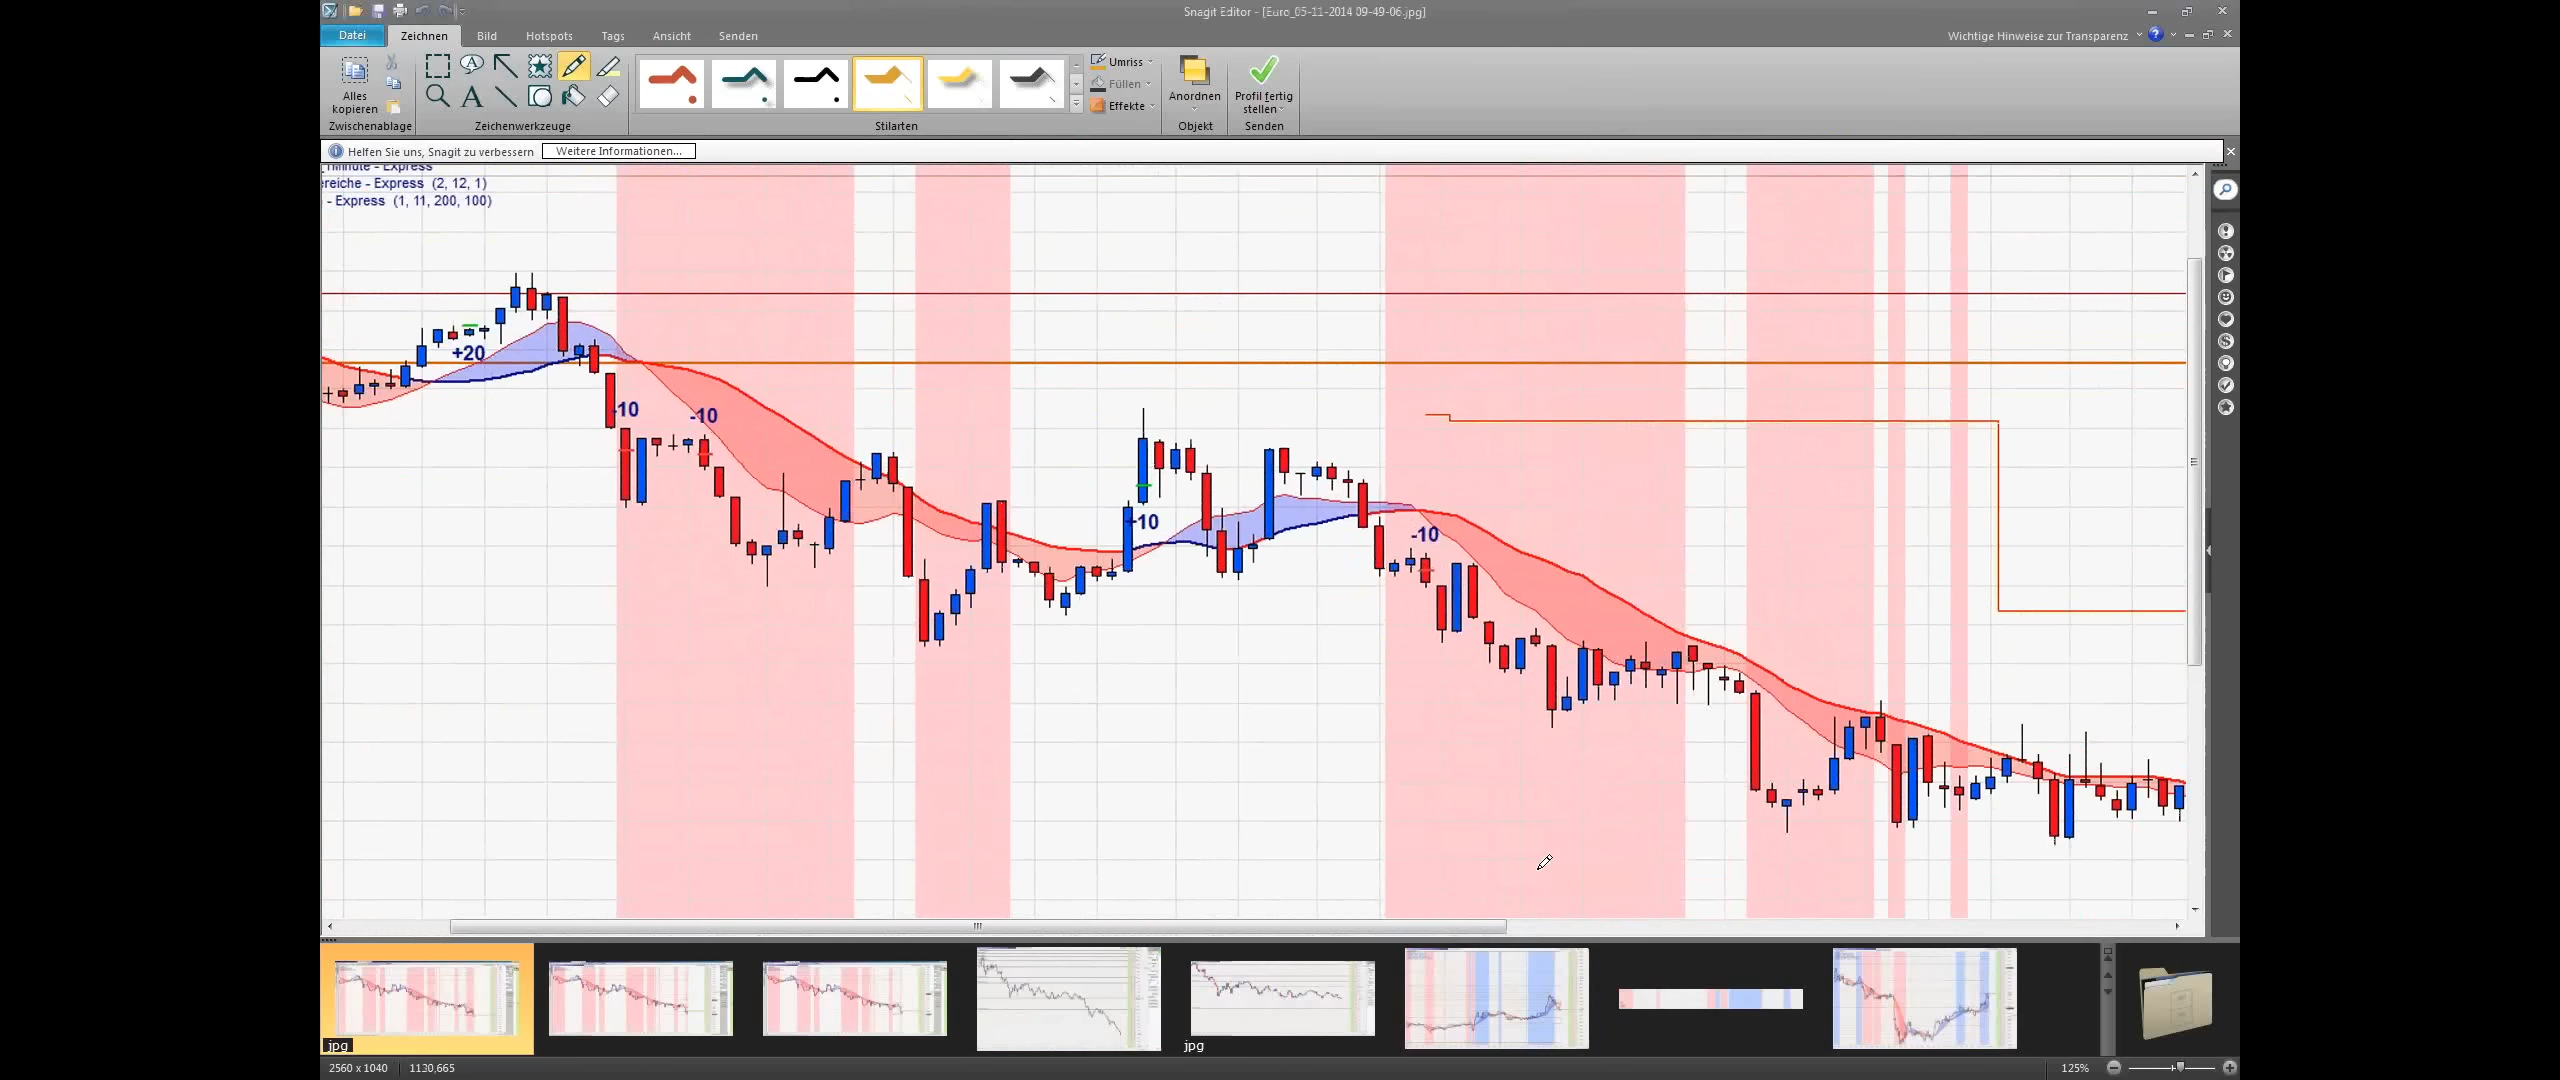 Snagit Editor - [Euro_05-11-2014 09-49-06.jpg]
Datei Zeichnen Bild Hotspots Tags Ansicht Senden
Wichtige Hinweise zur Transparenz
Alles kopieren
Zwischenablage
Zeichenwerkzeuge
Stilarten
Umriss
Füllen
Effekte
Anordnen
Objekt
Profil fertig stellen
Senden
Helfen Sie uns, Snagit zu verbessern
Weitere Informationen...
minute - Express
ereiche - Express (2, 12, 1)
- Express (1, 11, 200, 100)
+20
-10
-10
+10
-10
jpg
jpg
2560 x 1040
1130,665
125%